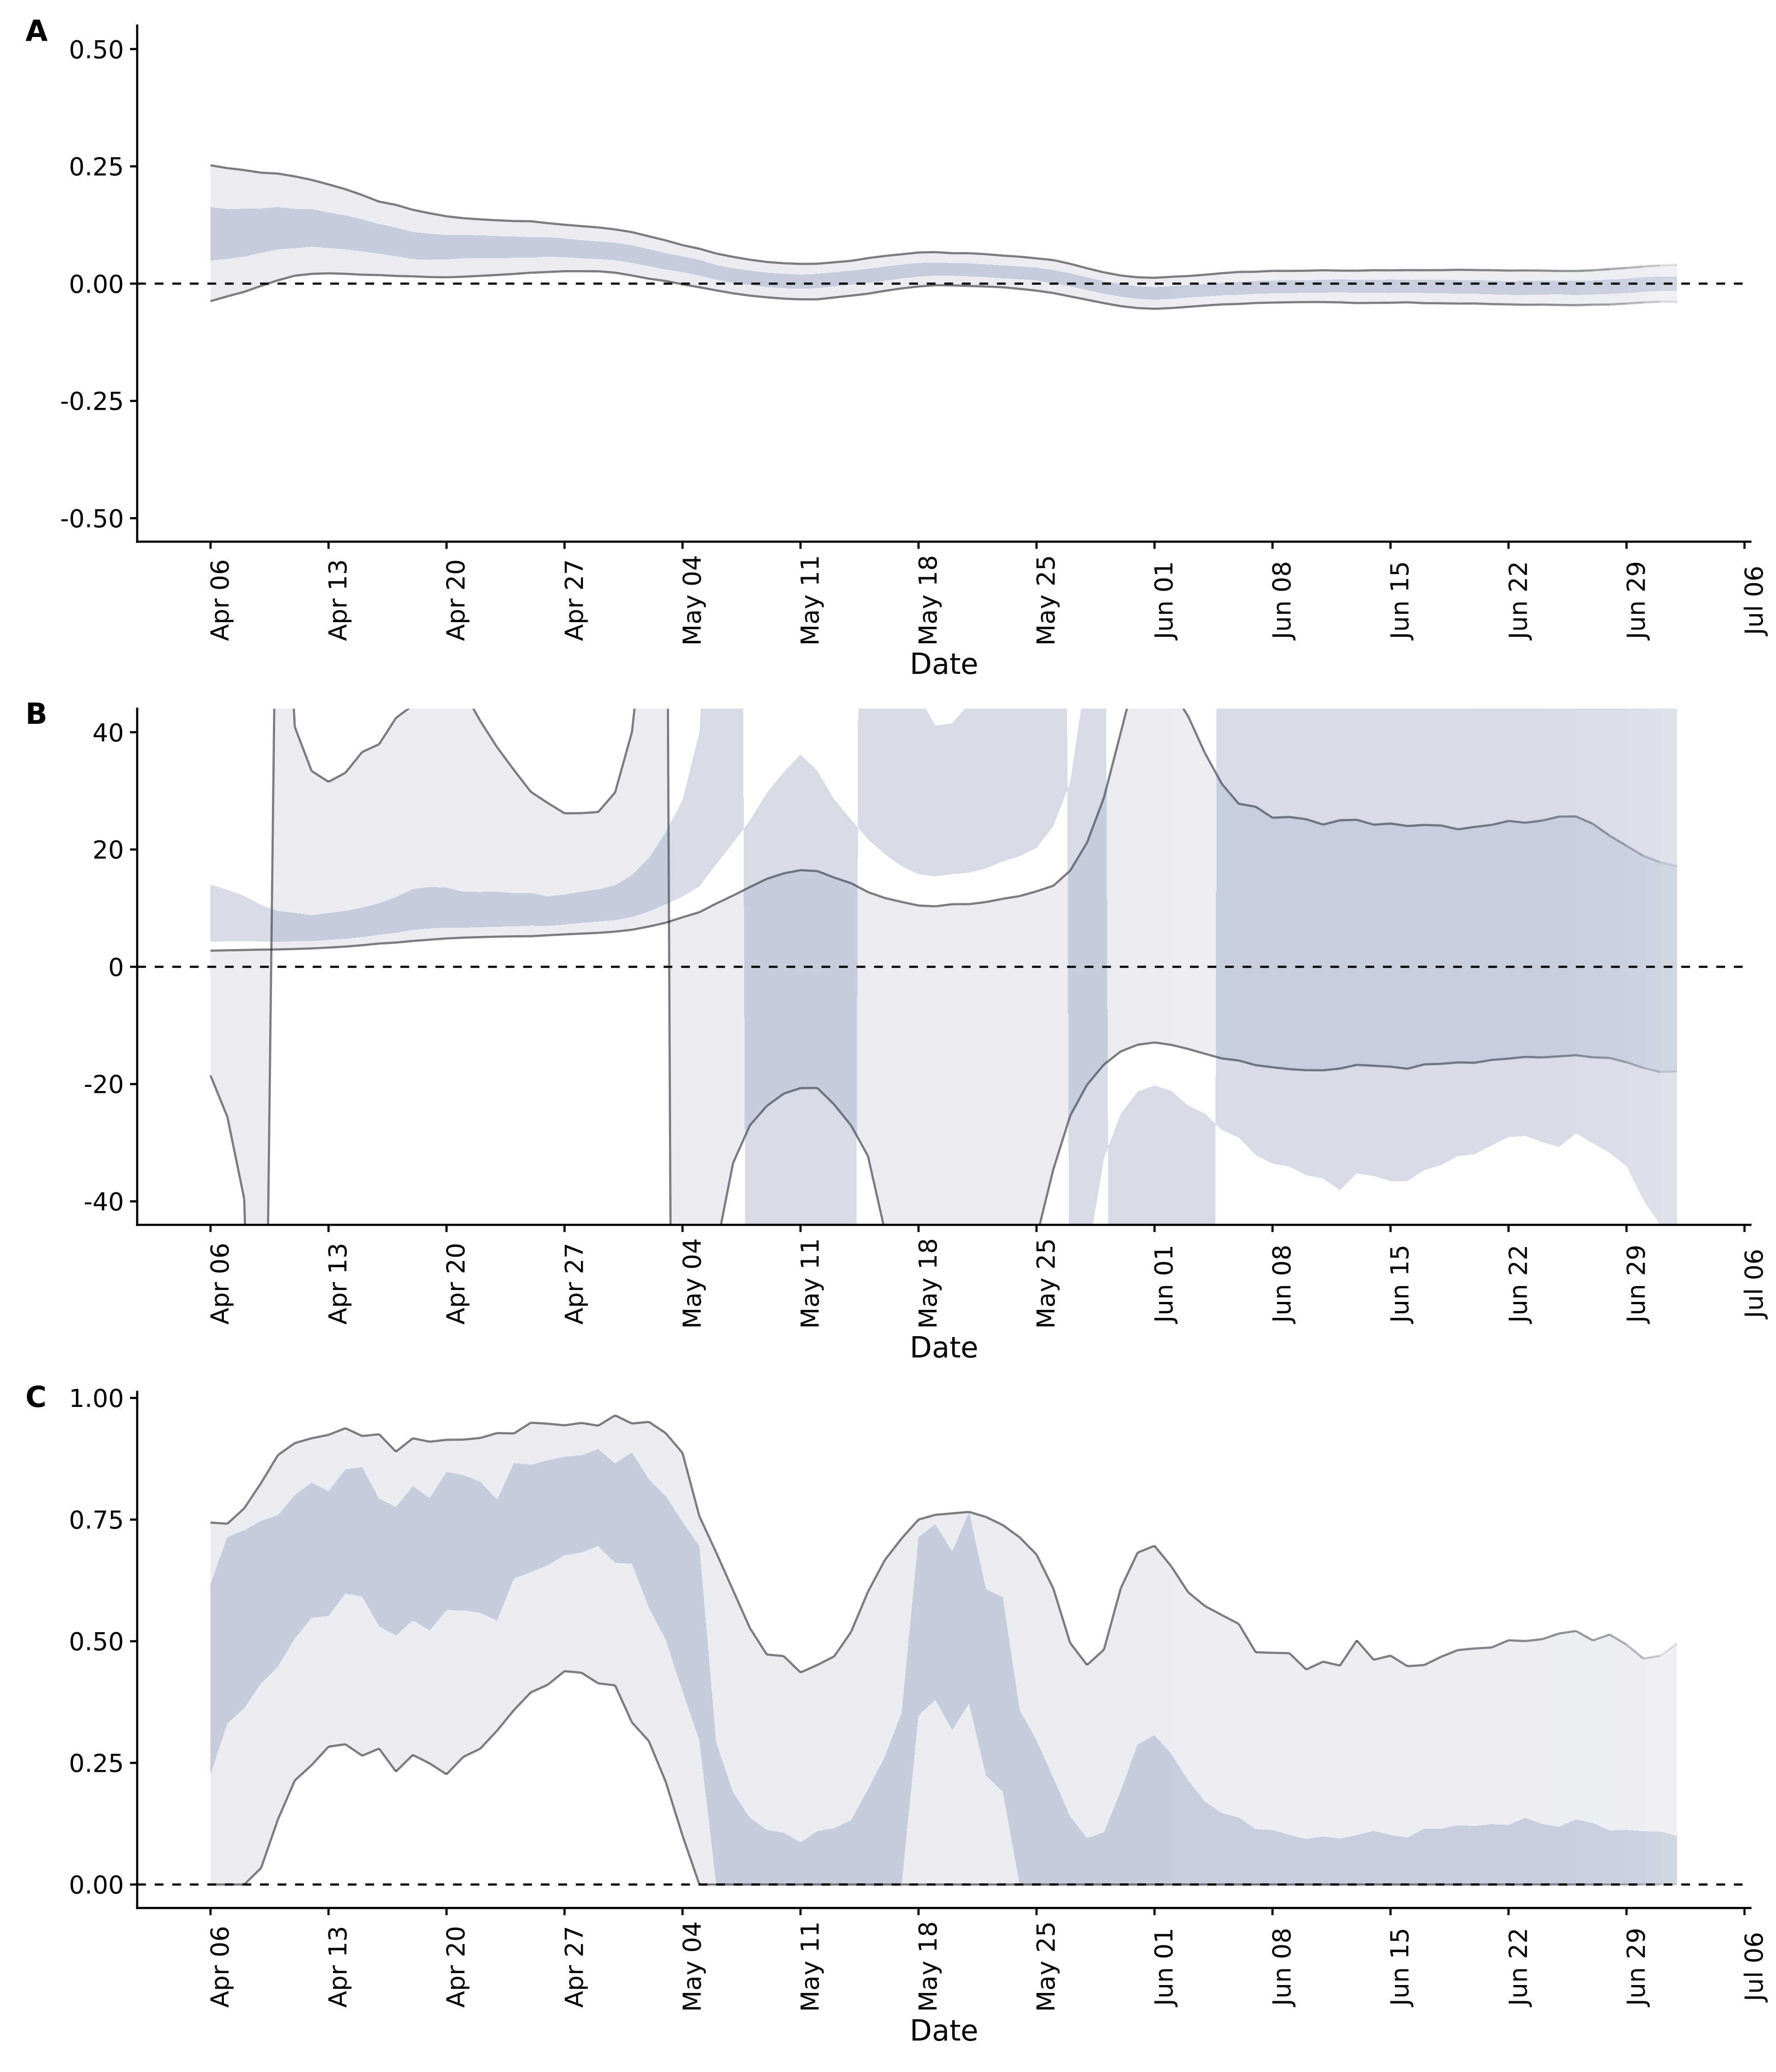 A
0.50
0.25
0.00
-0.25
-0.50
Apr 06
Apr 13
Apr 20
Apr 27
May 04
May 11
May 18
May 25
Jun 01
Jun 08
Jun 15
Jun 22
Jun 29
Jul 06
Date
B
40
20
0
-20
-40
Apr 06
Apr 13
Apr 20
Apr 27
May 04
May 11
May 18
May 25
Jun 01
Jun 08
Jun 15
Jun 22
Jun 29
Jul 06
Date
C
1.00
0.75
0.50
0.25
0.00
Apr 06
Apr 13
Apr 20
Apr 27
May 04
May 11
May 18
May 25
Jun 01
Jun 08
Jun 15
Jun 22
Jun 29
Jul 06
Date